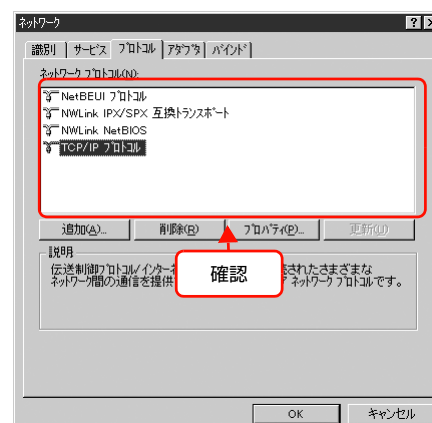 ネットワーク
識別 サービス プロトコル アダプタ バインド
ネットワーク プロトコル(N):
NetBEUI プロトコル
NWLink IPX/SPX 互換トランスポート
NWLink NetBIOS
TCP/IP プロトコル
追加(A)... 削除(R) プロパティ(P)... 更新(U)
説明
伝送制御プロトコル/インターネ されたさまざまな
ネットワーク間の通信を提供 ネットワーク プロトコルです。
確認
OK キャンセル